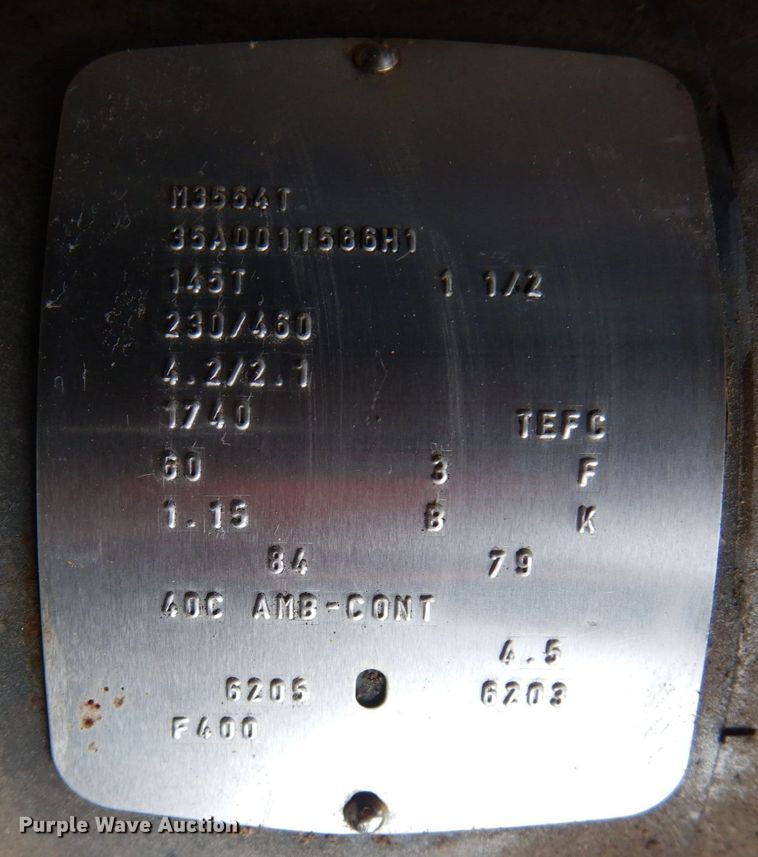 M3554T
35A001T586H1
145T 1 1/2
230/460
4.2/2.1
1740 TEFC
60 3 F
1.15 B K
84 79
40C AMB-CONT
4.5
6205 6203
F400
Purple Wave Auction